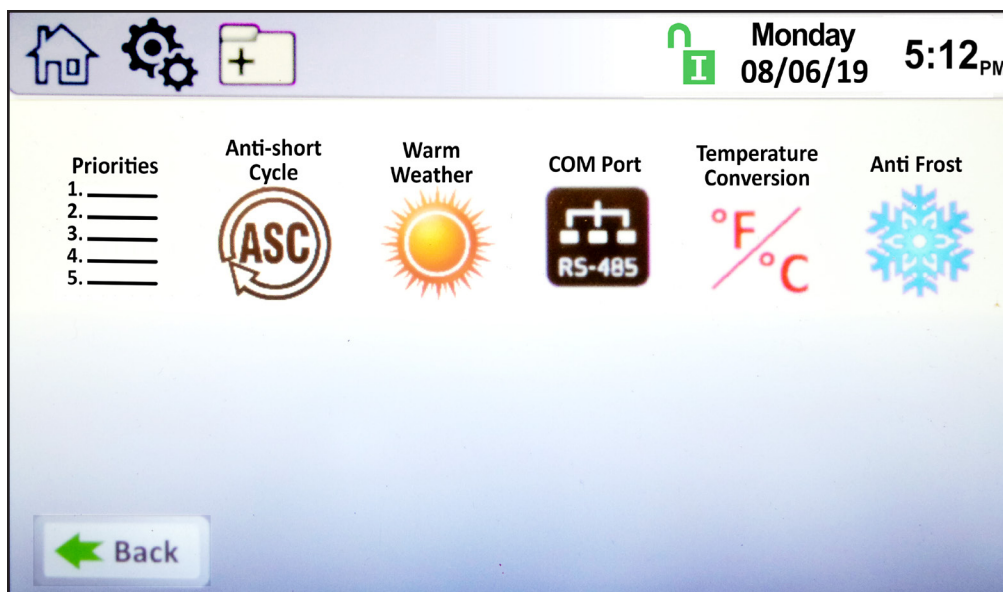 Monday
08/06/19
5:12PM
I
Priorities
1.
2.
3.
4.
5.
Anti-short
Cycle
ASC
Warm
Weather
COM Port
RS-485
Temperature
Conversion
°F/°C
Anti Frost
Back